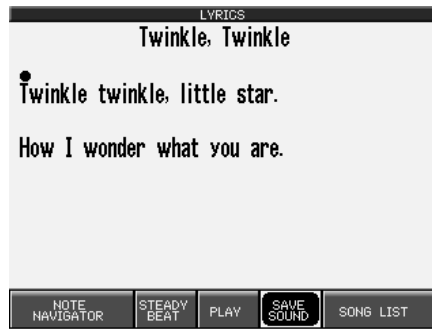 LYRICS
Twinkle, Twinkle
Twinkle twinkle, little star.
How I wonder what you are.
NOTE NAVIGATOR
STEADY BEAT
PLAY
SAVE SOUND
SONG LIST